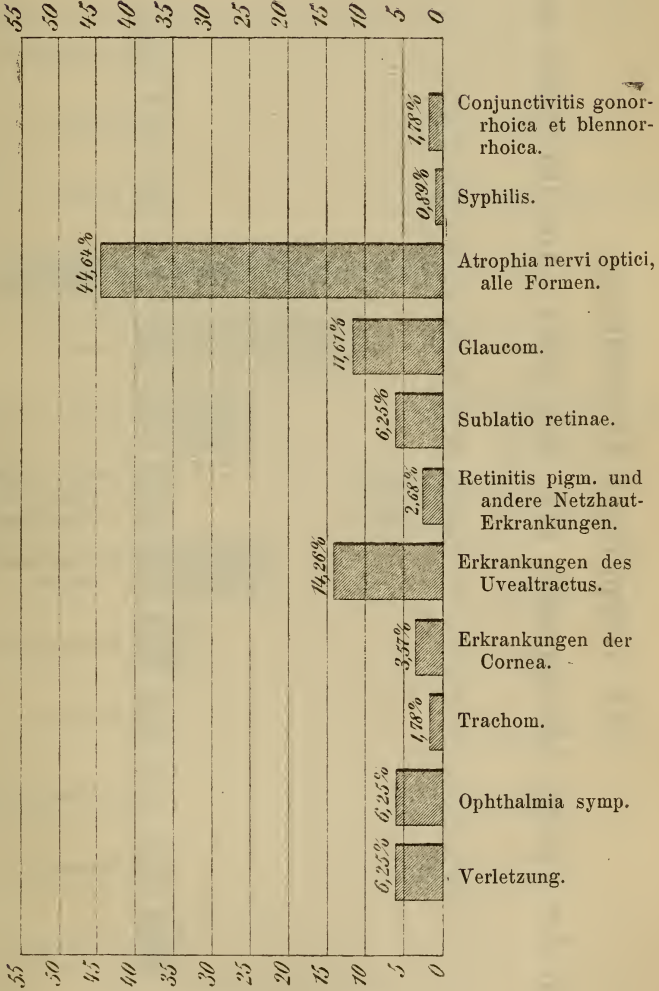 55 50 45 40 35 30 25 20 15 10 5 0
1,78%
Conjunctivitis gonor-
rhoica et blennor-
rhoica.
0,89%
Syphilis.
44,64%
Atrophia nervi optici,
alle Formen.
11,61%
Glaucom.
6,25%
Sublatio retinae.
2,68%
Retinitis pigm. und
andere Netzhaut-
Erkrankungen.
14,26%
Erkrankungen des
Uvealtractus.
3,57%
Erkrankungen der
Cornea.
1,78%
Trachom.
6,25%
Ophthalmia symp.
6,25%
Verletzung.
55 50 45 40 35 30 25 20 15 10 5 0